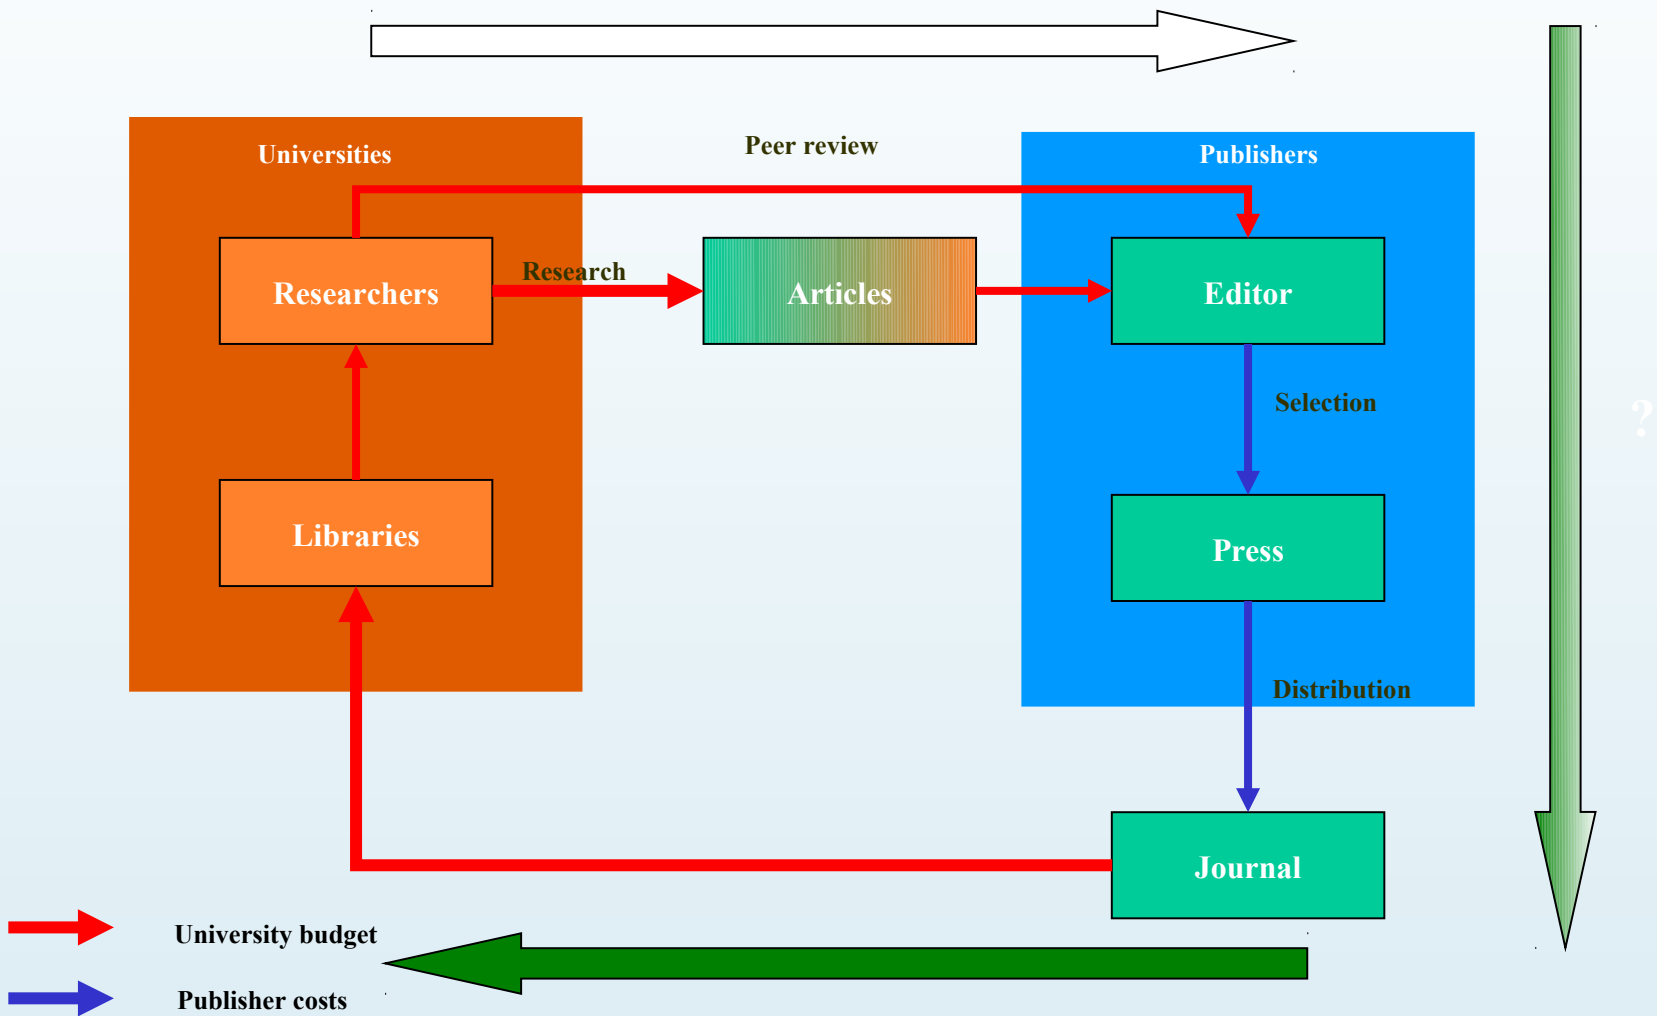 Universities
Peer review
Publishers
Researchers
Research
Articles
Editor
Selection
?
Libraries
Press
Distribution
Journal
University budget
Publisher costs